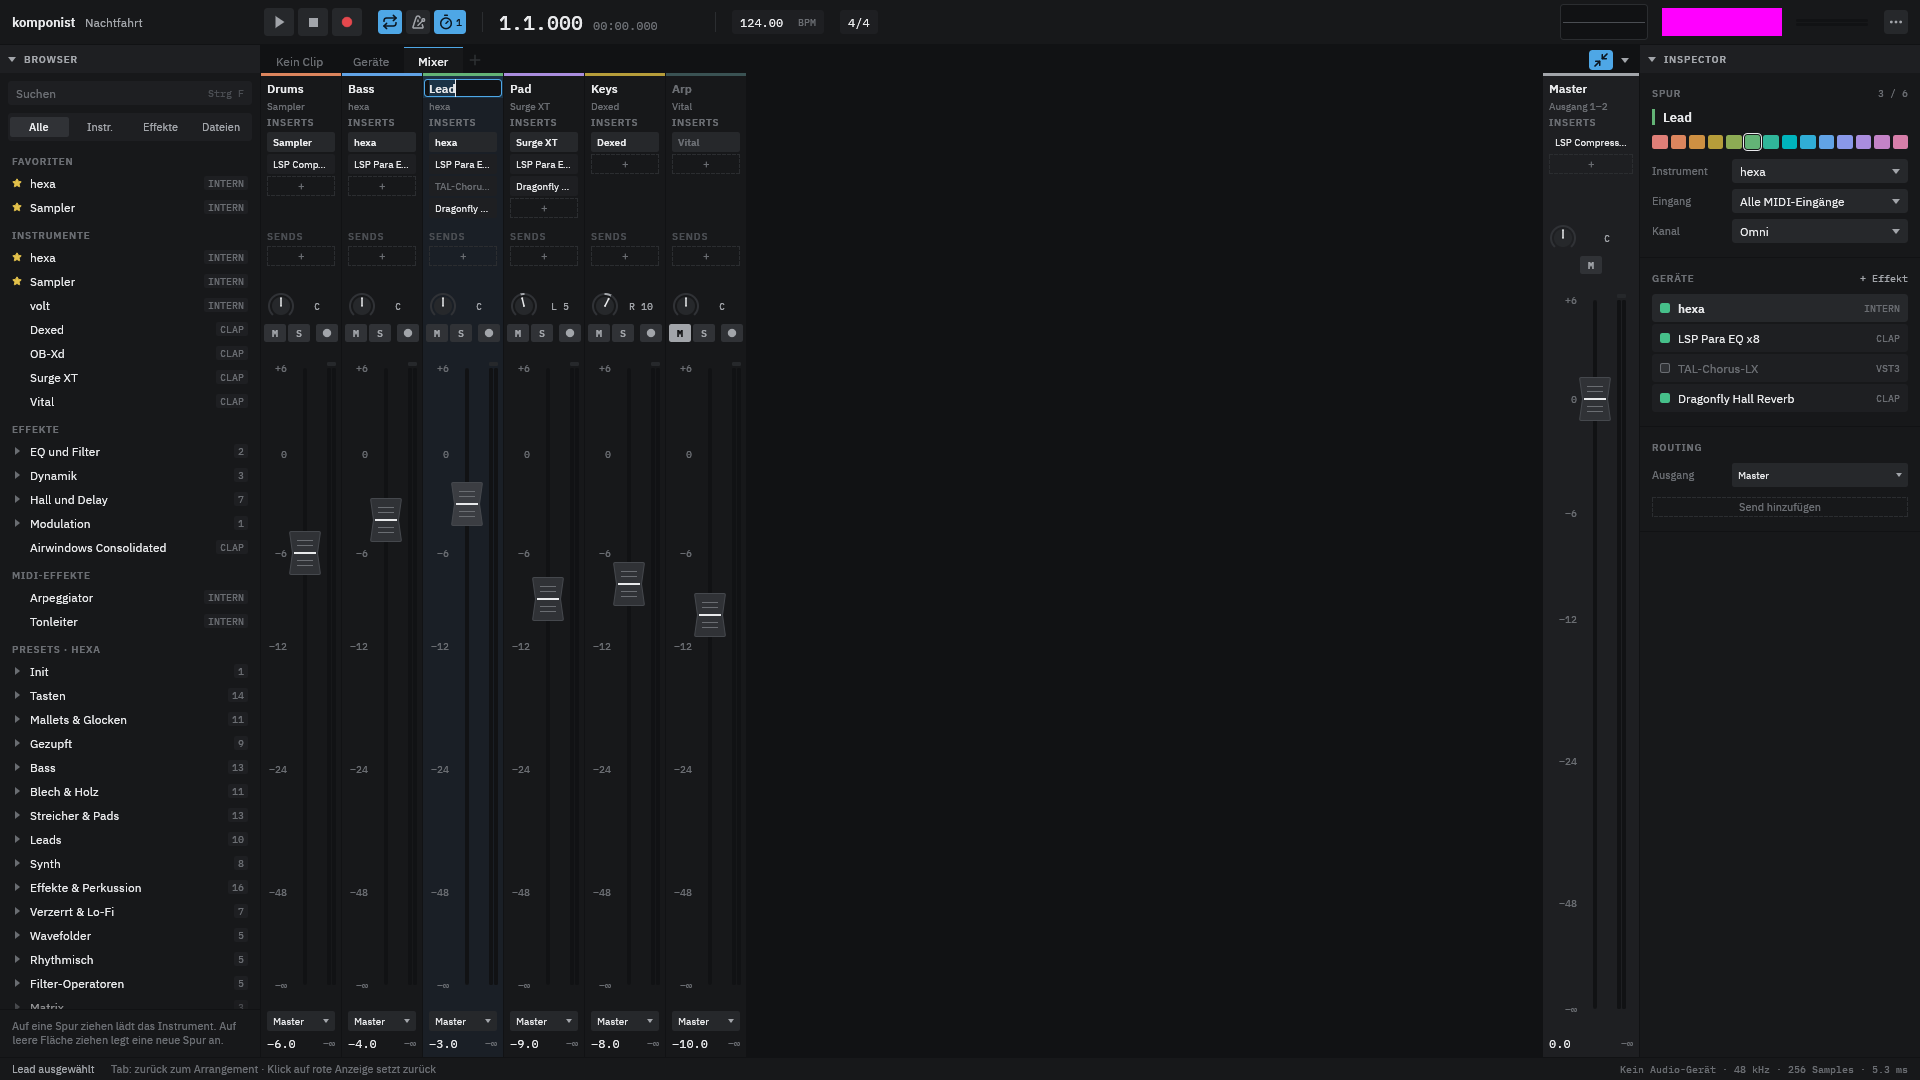 komponist Nachtfahrt
1
1.1.000 00:00.000
124.00 BPM
4/4
BROWSER
Kein Clip Geräte Mixer +
INSPECTOR
Suchen Strg F
Alle Instr. Effekte Dateien
FAVORITEN
hexa INTERN
Sampler INTERN
INSTRUMENTE
hexa INTERN
Sampler INTERN
volt INTERN
Dexed CLAP
OB-Xd CLAP
Surge XT CLAP
Vital CLAP
EFFEKTE
EQ und Filter 2
Dynamik 3
Hall und Delay 7
Modulation 1
Airwindows Consolidated CLAP
MIDI-EFFEKTE
Arpeggiator INTERN
Tonleiter INTERN
PRESETS · HEXA
Init 1
Tasten 14
Mallets & Glocken 11
Gezupft 9
Bass 13
Blech & Holz 11
Streicher & Pads 13
Leads 10
Synth 8
Effekte & Perkussion 16
Verzerrt & Lo-Fi 7
Wavefolder 5
Rhythmisch 5
Filter-Operatoren 5
Matrix 3
Auf eine Spur ziehen lädt das Instrument. Auf
leere Fläche ziehen legt eine neue Spur an.
Drums Bass Lead Pad Keys Arp Master
Sampler hexa hexa Surge XT Dexed Vital Ausgang 1–2
INSERTS INSERTS INSERTS INSERTS INSERTS INSERTS INSERTS
Sampler hexa hexa Surge XT Dexed Vital LSP Compress...
LSP Comp... LSP Para E... LSP Para E... LSP Para E... + + +
+ + TAL-Choru... Dragonfly ...
Dragonfly ... +
SENDS SENDS SENDS SENDS SENDS SENDS
+ + + + + +
C C C L 5 R 10 C C
M S M S M S M S M S M S M
+6 +6 +6 +6 +6 +6 +6
0 0 0 0 0 0 0
−6 −6 −6 −6 −6 −6 −6
−12 −12 −12 −12 −12 −12 −12
−24 −24 −24 −24 −24 −24 −24
−48 −48 −48 −48 −48 −48 −48
−∞ −∞ −∞ −∞ −∞ −∞ −∞
Master Master Master Master Master Master
−6.0 −∞ −4.0 −∞ −3.0 −∞ −9.0 −∞ −8.0 −∞ −10.0 −∞ 0.0 −∞
SPUR 3 / 6
Lead
Instrument hexa
Eingang Alle MIDI-Eingänge
Kanal Omni
GERÄTE + Effekt
hexa INTERN
LSP Para EQ x8 CLAP
TAL-Chorus-LX VST3
Dragonfly Hall Reverb CLAP
ROUTING
Ausgang Master
Send hinzufügen
Lead ausgewählt Tab: zurück zum Arrangement · Klick auf rote Anzeige setzt zurück
Kein Audio-Gerät · 48 kHz · 256 Samples · 5.3 ms